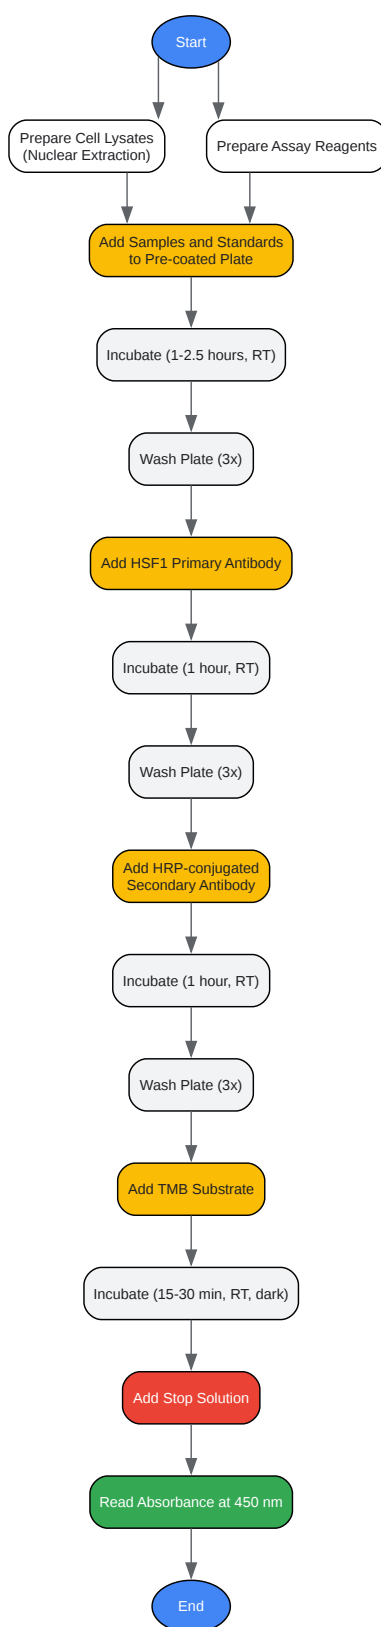 Start
Prepare Cell Lysates
(Nuclear Extraction)
Prepare Assay Reagents
Add Samples and Standards
to Pre-coated Plate
Incubate (1-2.5 hours, RT)
Wash Plate (3x)
Add HSF1 Primary Antibody
Incubate (1 hour, RT)
Wash Plate (3x)
Add HRP-conjugated
Secondary Antibody
Incubate (1 hour, RT)
Wash Plate (3x)
Add TMB Substrate
Incubate (15-30 min, RT, dark)
Add Stop Solution
Read Absorbance at 450 nm
End